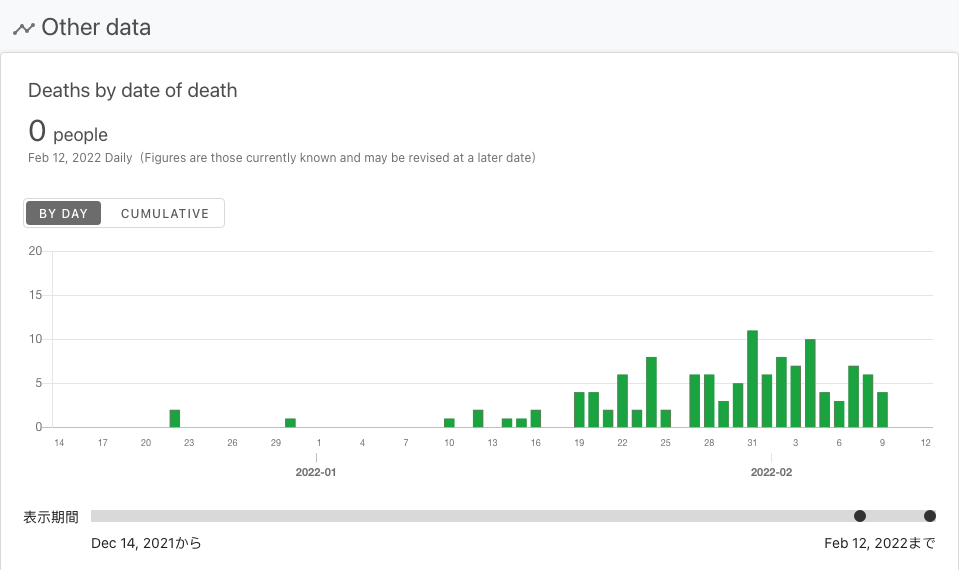 Other data
Deaths by date of death
0 people
Feb 12, 2022 Daily (Figures are those currently known and may be revised at a later date)
BY DAY CUMULATIVE
20
15
10
5
0
14 17 20 23 26 29 1 4 7 10 13 16 19 22 25 28 31 3 6 9 12
2022-01 2022-02
表示期間
Dec 14, 2021から Feb 12, 2022まで